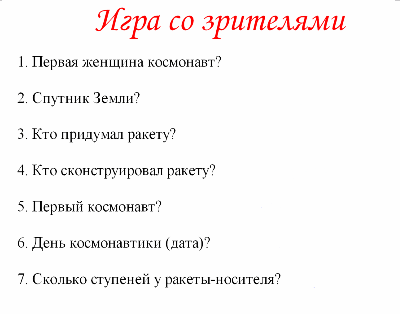 Игра со зрителями
1. Первая женщина космонавт?
2. Спутник Земли?
3. Кто придумал ракету?
4. Кто сконструировал ракету?
5. Первый космонавт?
6. День космонавтики (дата)?
7. Сколько ступеней у ракеты-носителя?